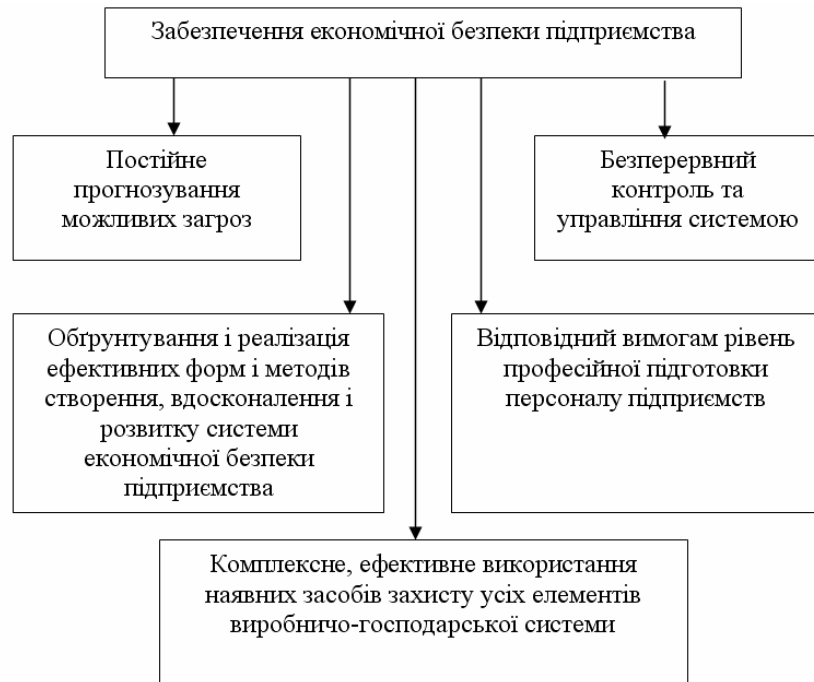 Забезпечення економічної безпеки підприємства
Постійне
прогнозування
можливих загроз
Безперервний
контроль та
управління системою
Обґрунтування і реалізація
ефективних форм і методів
створення, вдосконалення і
розвитку системи
економічної безпеки
підприємства
Відповідний вимогам рівень
професійної підготовки
персоналу підприємств
Комплексне, ефективне використання
наявних засобів захисту усіх елементів
виробничо-господарської системи